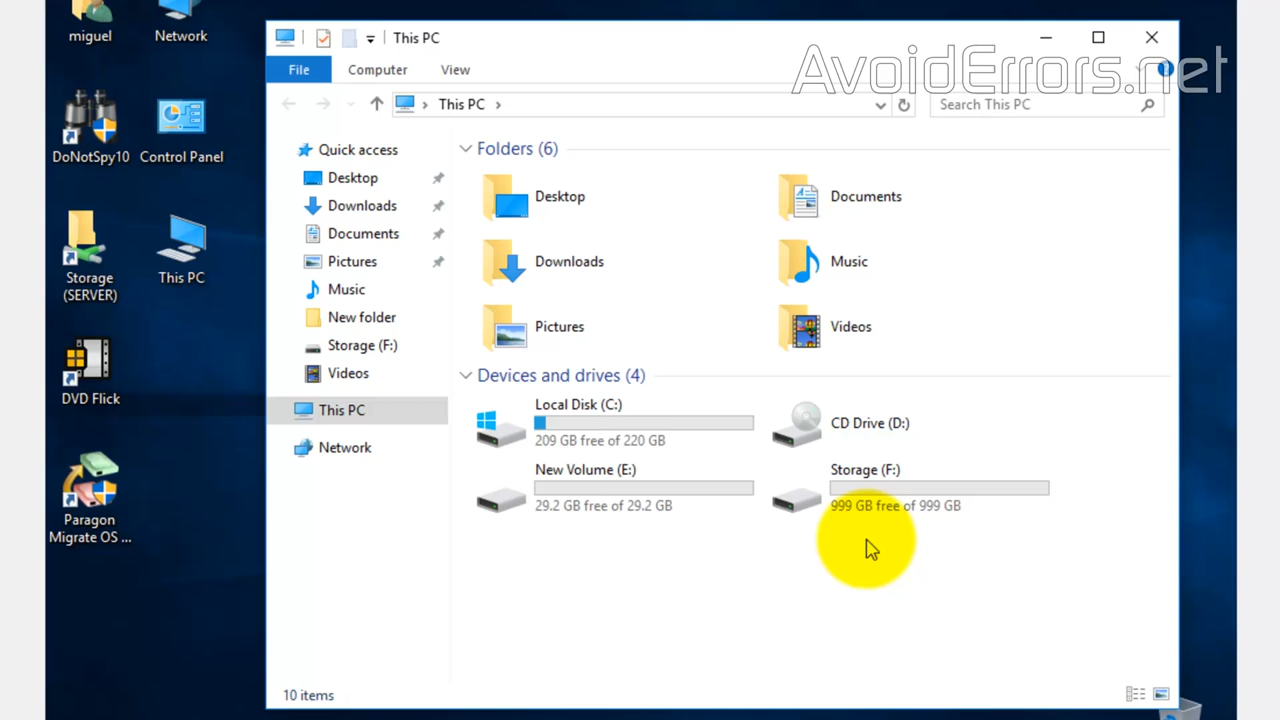 miguel
Network
DoNotSpy10
Control Panel
Storage
(SERVER)
This PC
DVD Flick
Paragon
Migrate OS ...
This PC
AvoidErrors.net
File
Computer
View
This PC
Search This PC
Quick access
Desktop
Downloads
Documents
Pictures
Music
New folder
Storage (F:)
Videos
This PC
Network
Folders (6)
Desktop
Documents
Downloads
Music
Pictures
Videos
Devices and drives (4)
Local Disk (C:)
209 GB free of 220 GB
CD Drive (D:)
New Volume (E:)
29.2 GB free of 29.2 GB
Storage (F:)
999 GB free of 999 GB
10 items